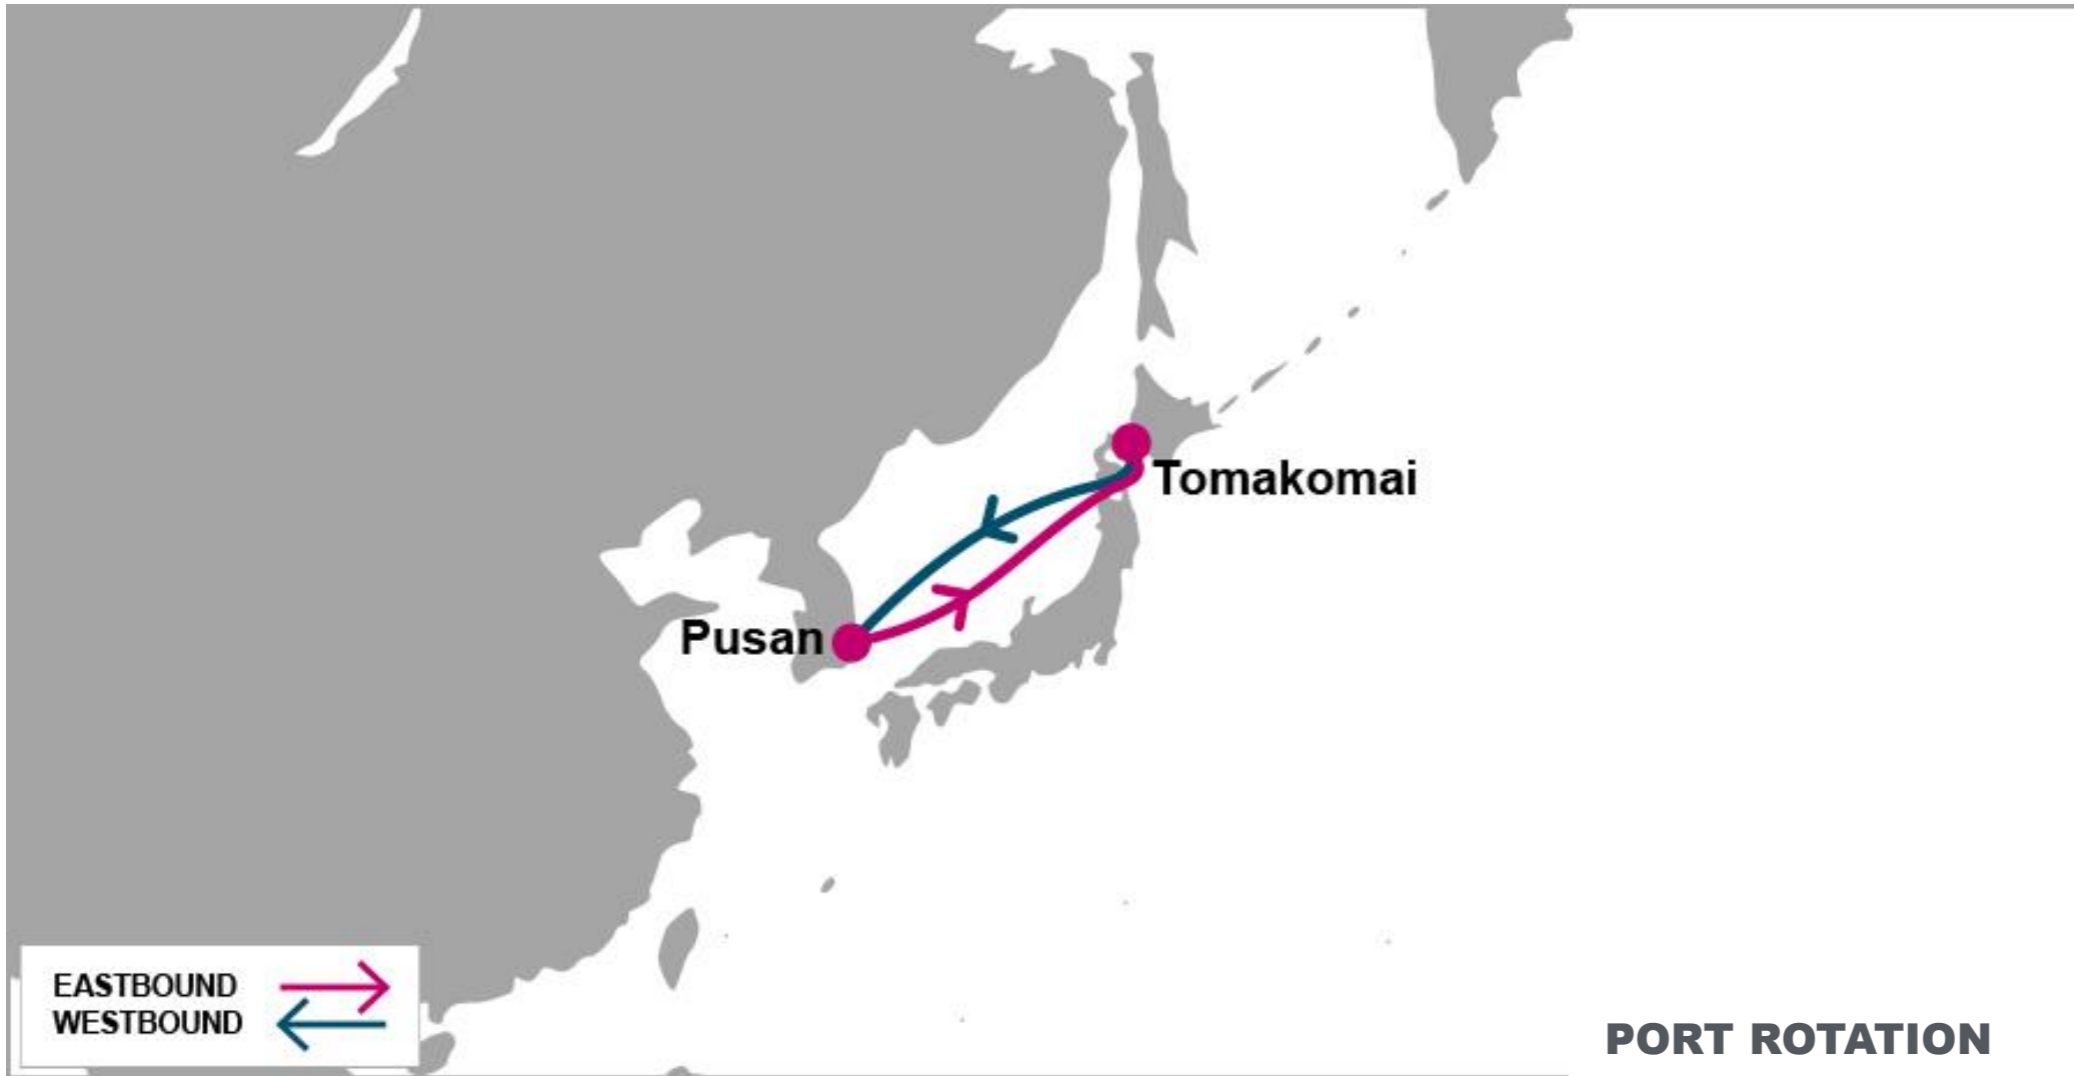 Tomakomai
Pusan
EASTBOUND
WESTBOUND
PORT ROTATION